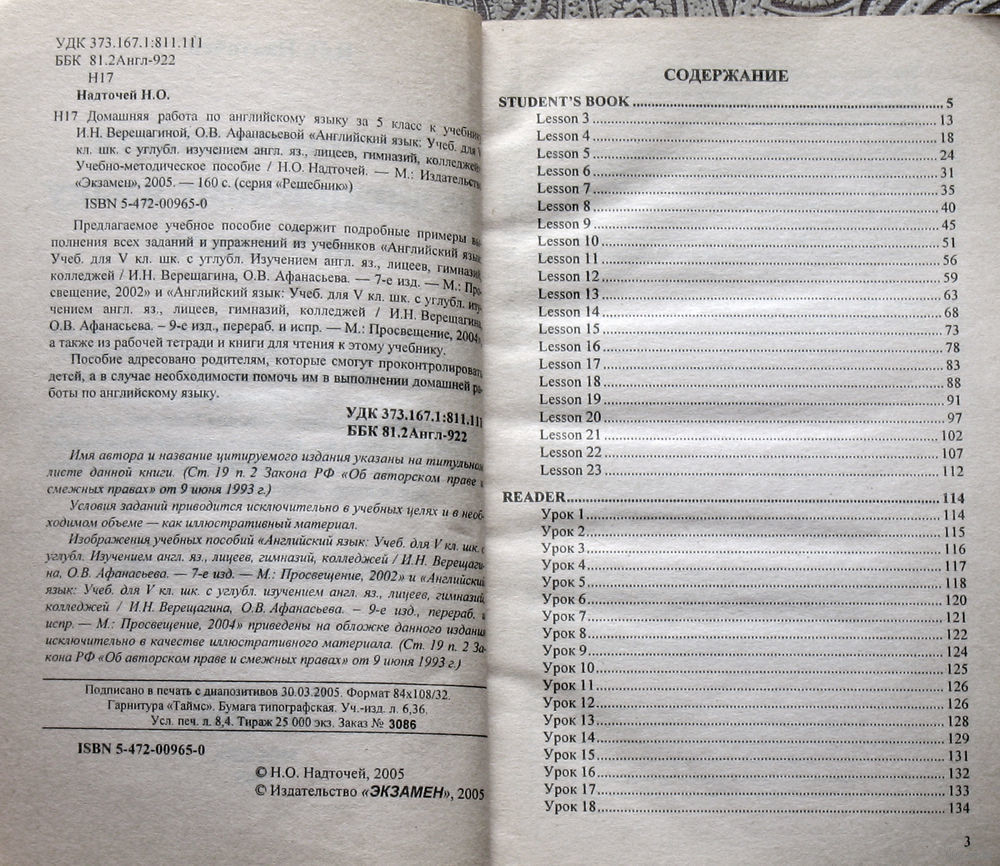 УДК 373.167.1:811.111
ББК 81.2Англ-922
Н17
Надточей Н.О.
Н17 Домашняя работа по английскому языку за 5 класс к учебнику
И.Н. Верещагиной, О.В. Афанасьевой «Английский язык: Учеб. для V
кл. шк. с углубл. изучением англ. яз., лицеев, гимназий, колледжей»:
Учебно-методическое пособие / Н.О. Надточей. — М.: Издательство
«Экзамен», 2005. — 160 с. (серия «Решебник»)
ISBN 5-472-00965-0
Предлагаемое учебное пособие содержит подробные примеры вы-
полнения всех заданий и упражнений из учебников «Английский язык:
Учеб. для V кл. шк. с углубл. Изучением англ. яз., лицеев, гимназий,
колледжей / И.Н. Верещагина, О.В. Афанасьева. — 7-е изд. — М.: Про-
свещение, 2002» и «Английский язык: Учеб. для V кл. шк. с углубл. изу-
чением англ. яз., лицеев, гимназий, колледжей / И.Н. Верещагина,
О.В. Афанасьева. – 9-е изд., перераб. и испр. — М.: Просвещение, 2004»
а также из рабочей тетради и книги для чтения к этому учебнику.
Пособие адресовано родителям, которые смогут проконтролировать
детей, а в случае необходимости помочь им в выполнении домашней ра-
боты по английскому языку.
УДК 373.167.1:811.111
ББК 81.2Англ-922
Имя автора и название цитируемого издания указаны на титульном
листе данной книги. (Ст. 19 п. 2 Закона РФ «Об авторском праве и
смежных правах» от 9 июня 1993 г.)
Условия заданий приводится исключительно в учебных целях и в необ-
ходимом объеме — как иллюстративный материал.
Изображения учебных пособий «Английский язык: Учеб. для V кл. шк. с
углубл. Изучением англ. яз., лицеев, гимназий, колледжей / И.Н. Верещаги-
на, О.В. Афанасьева. — 7-е изд. — М.: Просвещение, 2002» и «Английский
язык: Учеб. для V кл. шк. с углубл. изучением англ. яз., лицеев, гимназий,
колледжей / И.Н. Верещагина, О.В. Афанасьева. – 9-е изд., перераб. и
испр. — М.: Просвещение, 2004» приведены на обложке данного издания
исключительно в качестве иллюстративного материала. (Ст. 19 п. 2 За-
кона РФ «Об авторском праве и смежных правах» от 9 июня 1993 г.)
Подписано в печать с диапозитивов 30.03.2005. Формат 84x108/32.
Гарнитура «Таймс». Бумага типографская. Уч.-изд. л. 6,36.
Усл. печ. л. 8,4. Тираж 25 000 экз. Заказ № 3086
ISBN 5-472-00965-0
© Н.О. Надточей, 2005
© Издательство «ЭКЗАМЕН», 2005
СОДЕРЖАНИЕ
STUDENT'S BOOK 5
Lesson 3 13
Lesson 4 18
Lesson 5 24
Lesson 6 31
Lesson 7 35
Lesson 8 40
Lesson 9 45
Lesson 10 51
Lesson 11 56
Lesson 12 59
Lesson 13 63
Lesson 14 68
Lesson 15 73
Lesson 16 78
Lesson 17 83
Lesson 18 88
Lesson 19 91
Lesson 20 97
Lesson 21 102
Lesson 22 107
Lesson 23 112
READER 114
Урок 1 114
Урок 2 115
Урок 3 116
Урок 4 117
Урок 5 118
Урок 6 120
Урок 7 121
Урок 8 122
Урок 9 124
Урок 10 125
Урок 11 126
Урок 12 126
Урок 13 128
Урок 14 129
Урок 15 131
Урок 16 132
Урок 17 133
Урок 18 134
3